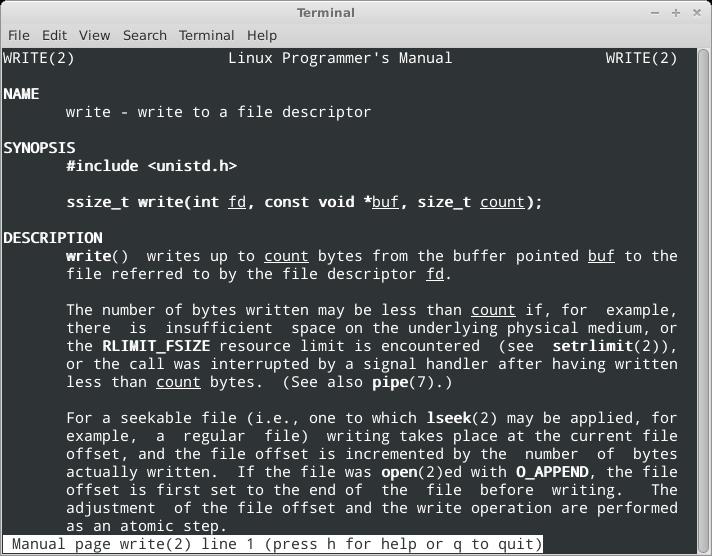 Terminal
File Edit View Search Terminal Help
WRITE(2) Linux Programmer's Manual WRITE(2)
NAME
write - write to a file descriptor
SYNOPSIS
#include <unistd.h>
ssize_t write(int fd, const void *buf, size_t count);
DESCRIPTION
write() writes up to count bytes from the buffer pointed buf to the
file referred to by the file descriptor fd.
The number of bytes written may be less than count if, for example,
there is insufficient space on the underlying physical medium, or
the RLIMIT_FSIZE resource limit is encountered (see setrlimit(2)),
or the call was interrupted by a signal handler after having written
less than count bytes. (See also pipe(7).)
For a seekable file (i.e., one to which lseek(2) may be applied, for
example, a regular file) writing takes place at the current file
offset, and the file offset is incremented by the number of bytes
actually written. If the file was open(2)ed with O_APPEND, the file
offset is first set to the end of the file before writing. The
adjustment of the file offset and the write operation are performed
as an atomic step.
Manual page write(2) line 1 (press h for help or q to quit)